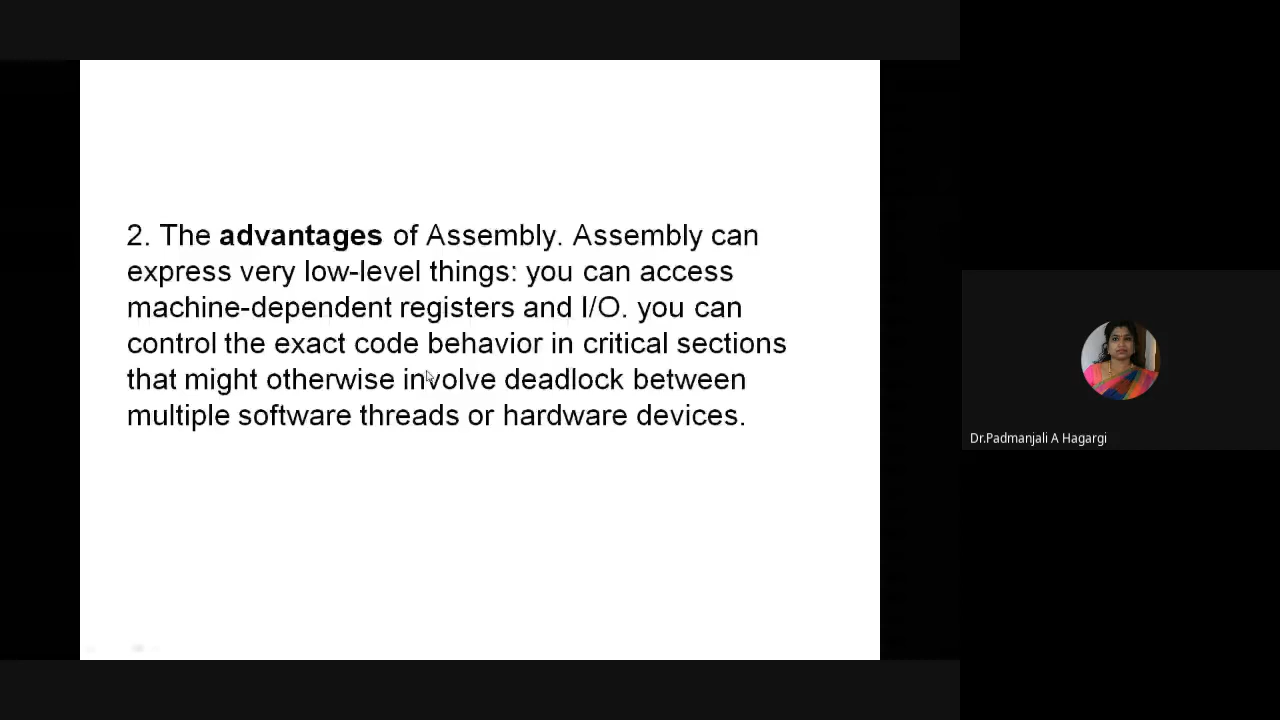 2. The advantages of Assembly. Assembly can
express very low-level things: you can access
machine-dependent registers and I/O. you can
control the exact code behavior in critical sections
that might otherwise involve deadlock between
multiple software threads or hardware devices.
Dr.Padmanjali A Hagargi